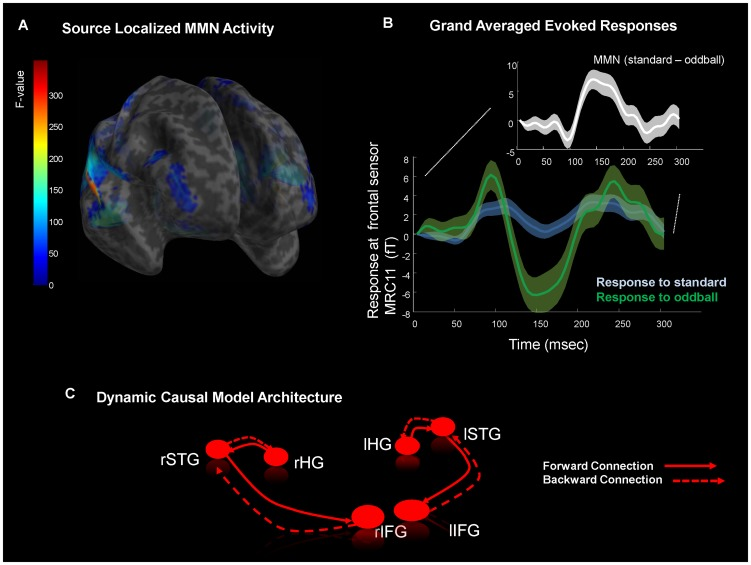 A
Source Localized MMN Activity
F-value
300
250
200
150
100
50
0
B
Grand Averaged Evoked Responses
MMN (standard – oddball)
10
5
0
-5
0
50
100
150
200
250
300
Response at frontal sensor
MRC11 (fT)
8
6
4
2
0
-2
-4
-6
-8
Response to standard
Response to oddball
0
50
100
150
200
250
300
Time (msec)
C
Dynamic Causal Model Architecture
rSTG
rHG
lHG
lSTG
rIFG
lIFG
Forward Connection
Backward Connection